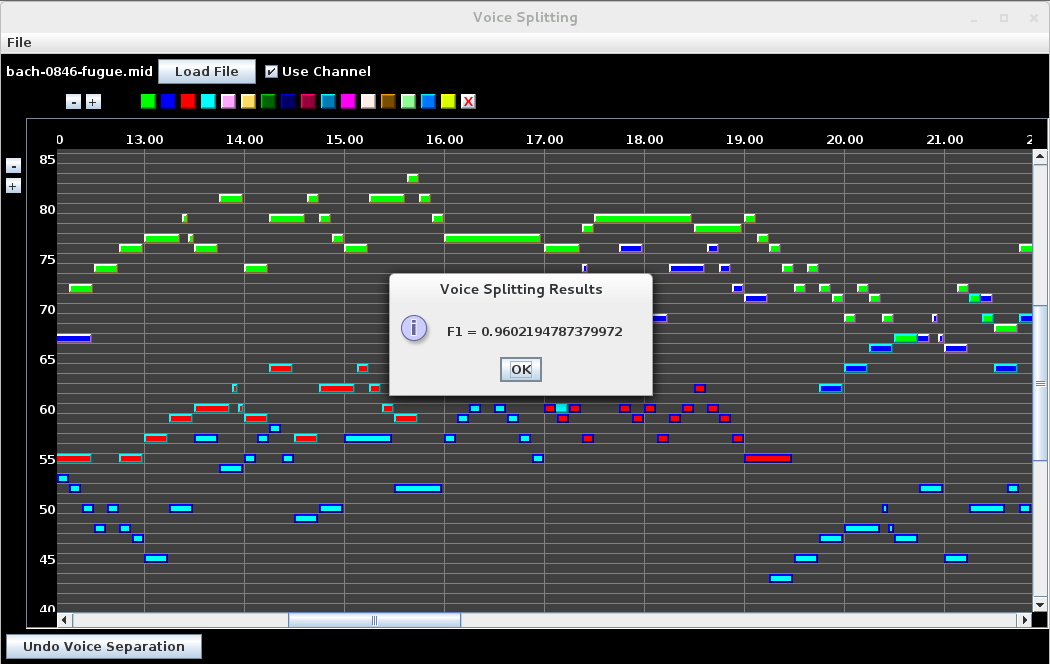 Voice Splitting
File
bach-0846-fugue.mid Load File Use Channel
- + X
0 13.00 14.00 15.00 16.00 17.00 18.00 19.00 20.00 21.00 2
-
+
85
80
75
70
65
60
55
50
45
40
Voice Splitting Results
i F1 = 0.9602194787379972
OK
Undo Voice Separation